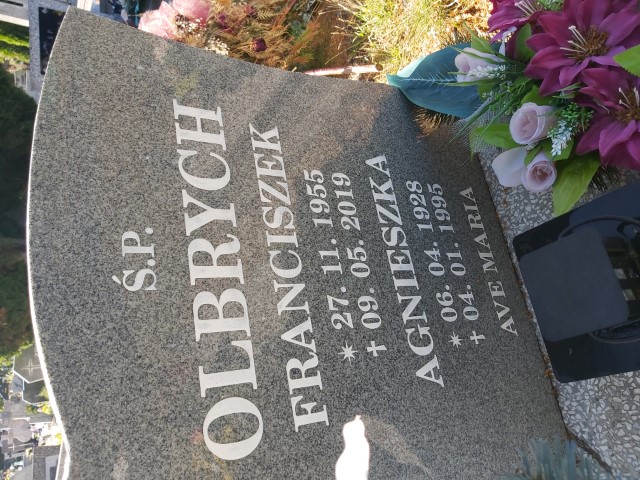 Ś.P.
OLBRYCH
FRANCISZEK
✴ 27. 11. 1955
✝ 09. 05. 2019
AGNIESZKA
✴ 06. 04. 1928
✝ 04. 01. 1995
AVE MARIA